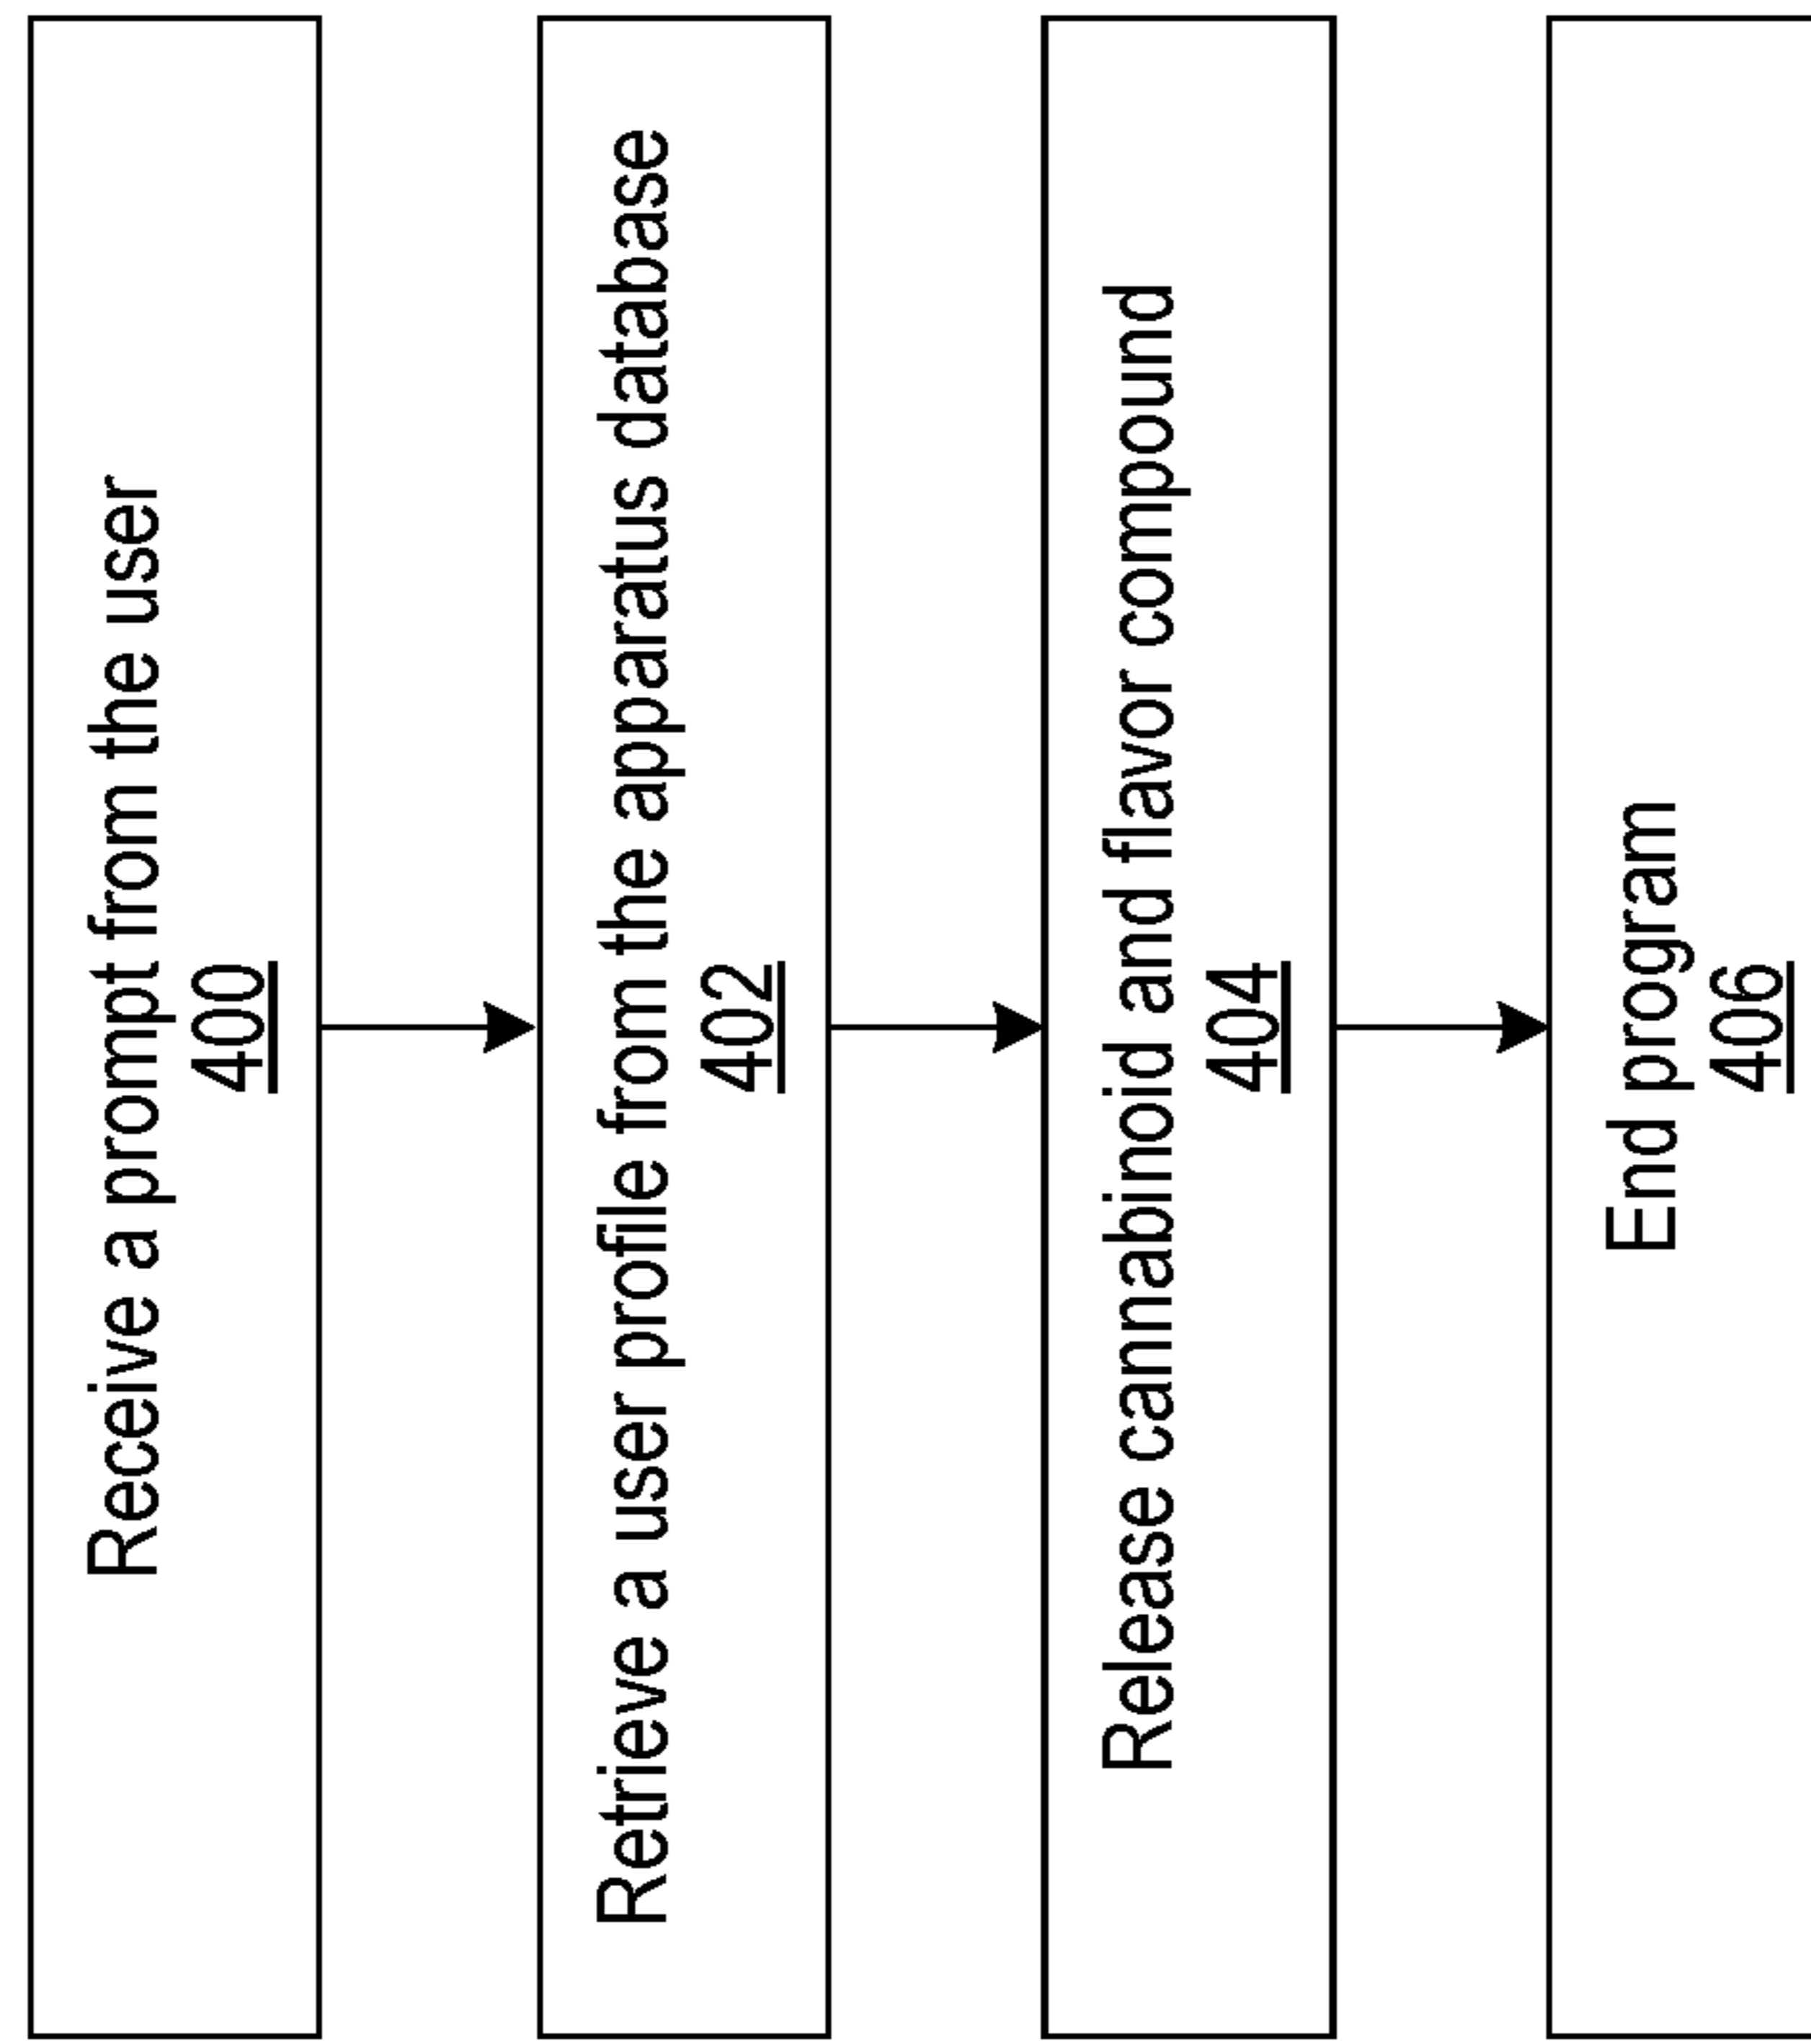 Receive a prompt from the user
400
Retrieve a user profile from the apparatus database
402
Release cannabinoid and flavor compound
404
End program
406